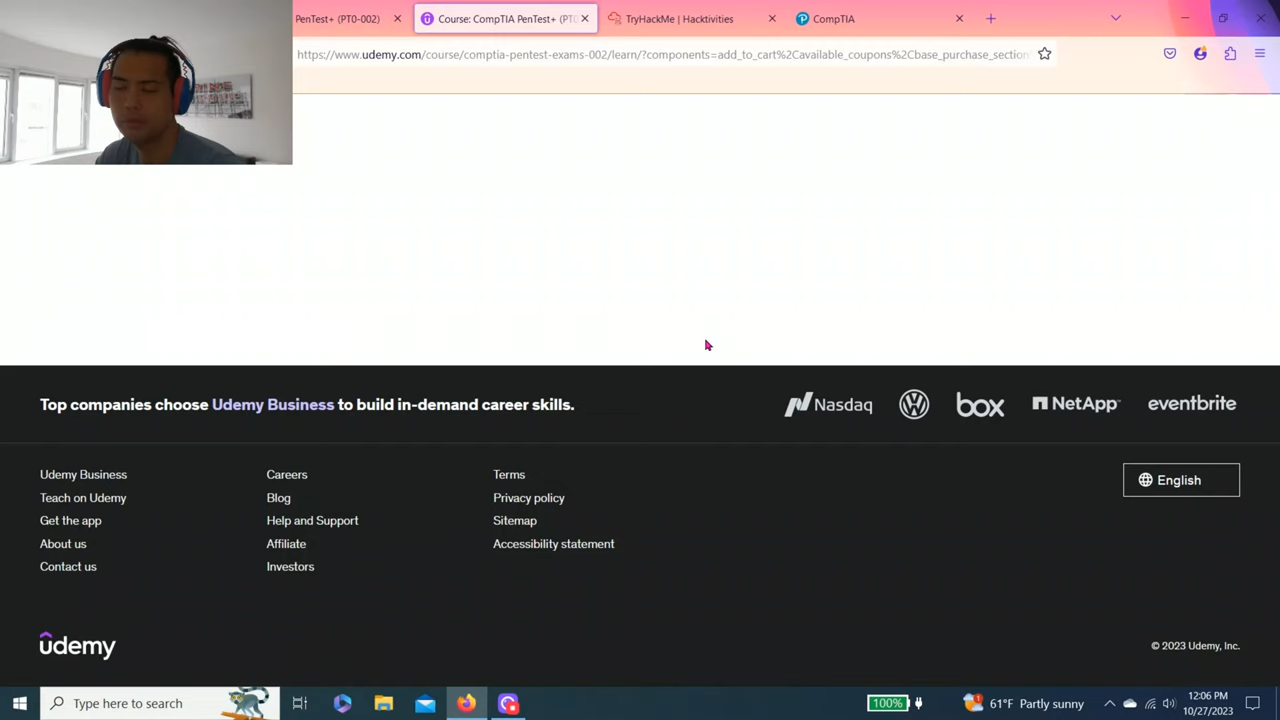 PenTest+ (PT0-002)
Course: CompTIA PenTest+ (PT0
TryHackMe | Hacktivities
CompTIA
https://www.udemy.com/course/comptia-pentest-exams-002/learn/?components=add_to_cart%2Cavailable_coupons%2Cbase_purchase_section
Top companies choose Udemy Business to build in-demand career skills.
Nasdaq
box
NetApp
eventbrite
Udemy Business
Careers
Terms
English
Teach on Udemy
Blog
Privacy policy
Get the app
Help and Support
Sitemap
About us
Affiliate
Accessibility statement
Contact us
Investors
udemy
© 2023 Udemy, Inc.
Type here to search
100%
61°F Partly sunny
12:06 PM
10/27/2023